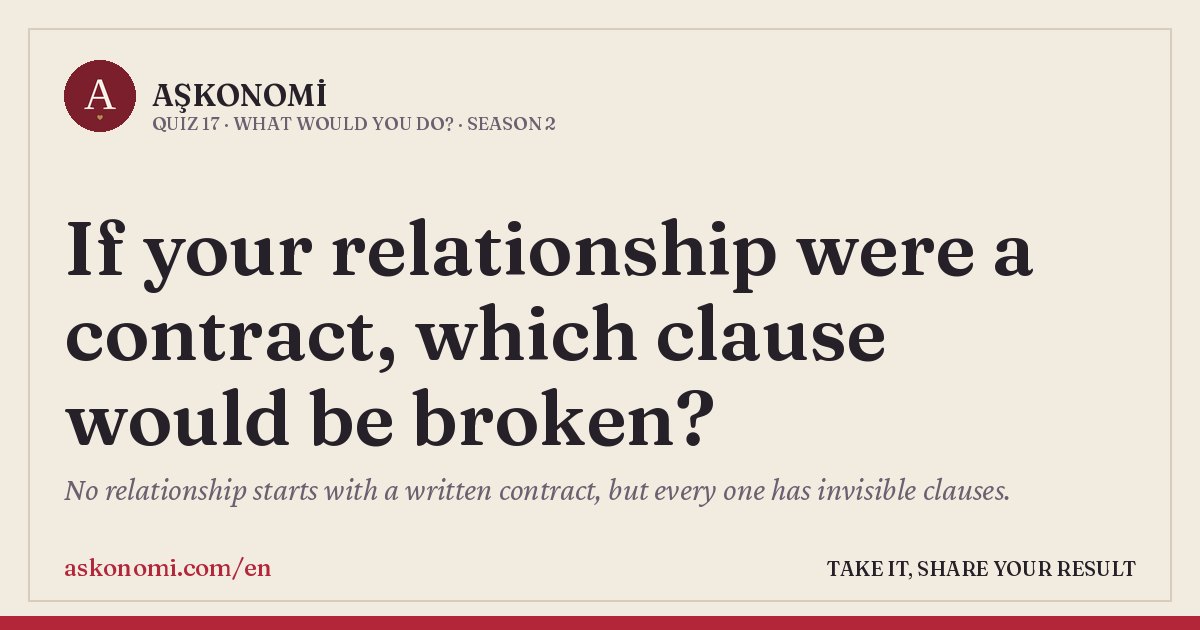 A
AŞKONOMİ
QUIZ 17 · WHAT WOULD YOU DO? · SEASON 2
If your relationship were a
contract, which clause
would be broken?
No relationship starts with a written contract, but every one has invisible clauses.
askonomi.com/en
TAKE IT, SHARE YOUR RESULT